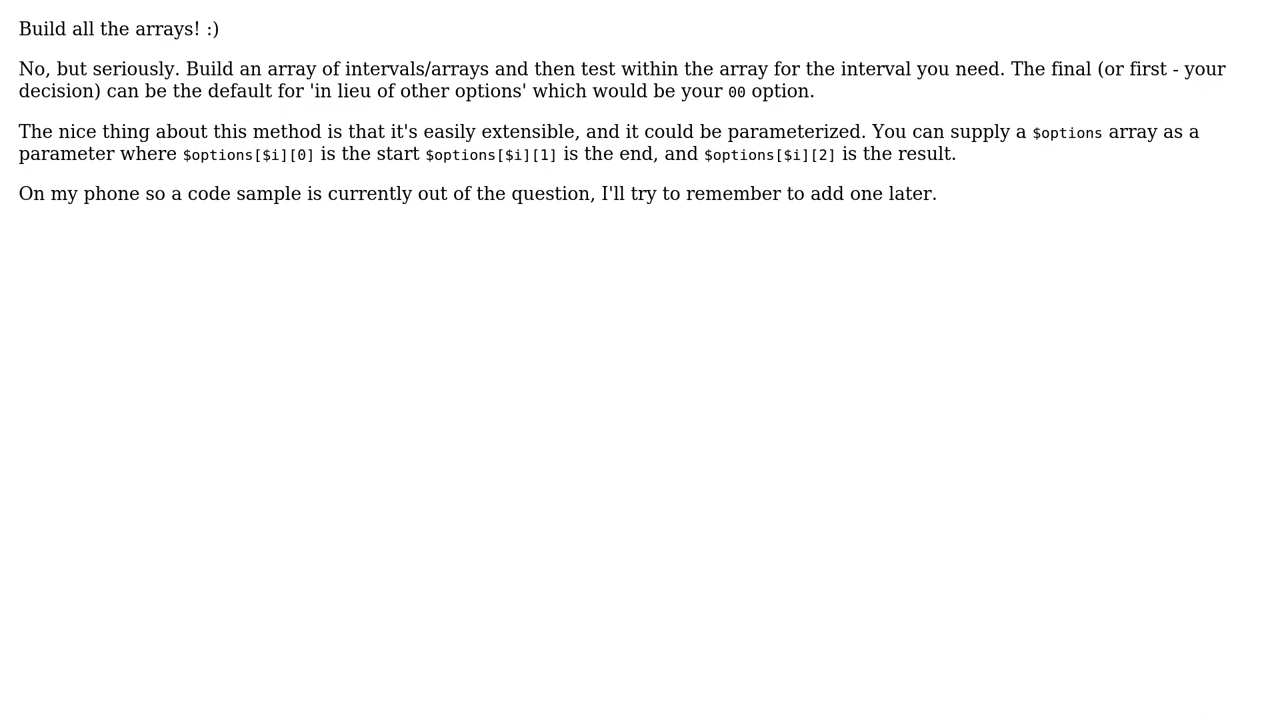 Build all the arrays! :)
No, but seriously. Build an array of intervals/arrays and then test within the array for the interval you need. The final (or first - your
decision) can be the default for 'in lieu of other options' which would be your 00 option.
The nice thing about this method is that it's easily extensible, and it could be parameterized. You can supply a $options array as a
parameter where $options[$i][0] is the start $options[$i][1] is the end, and $options[$i][2] is the result.
On my phone so a code sample is currently out of the question, I'll try to remember to add one later.